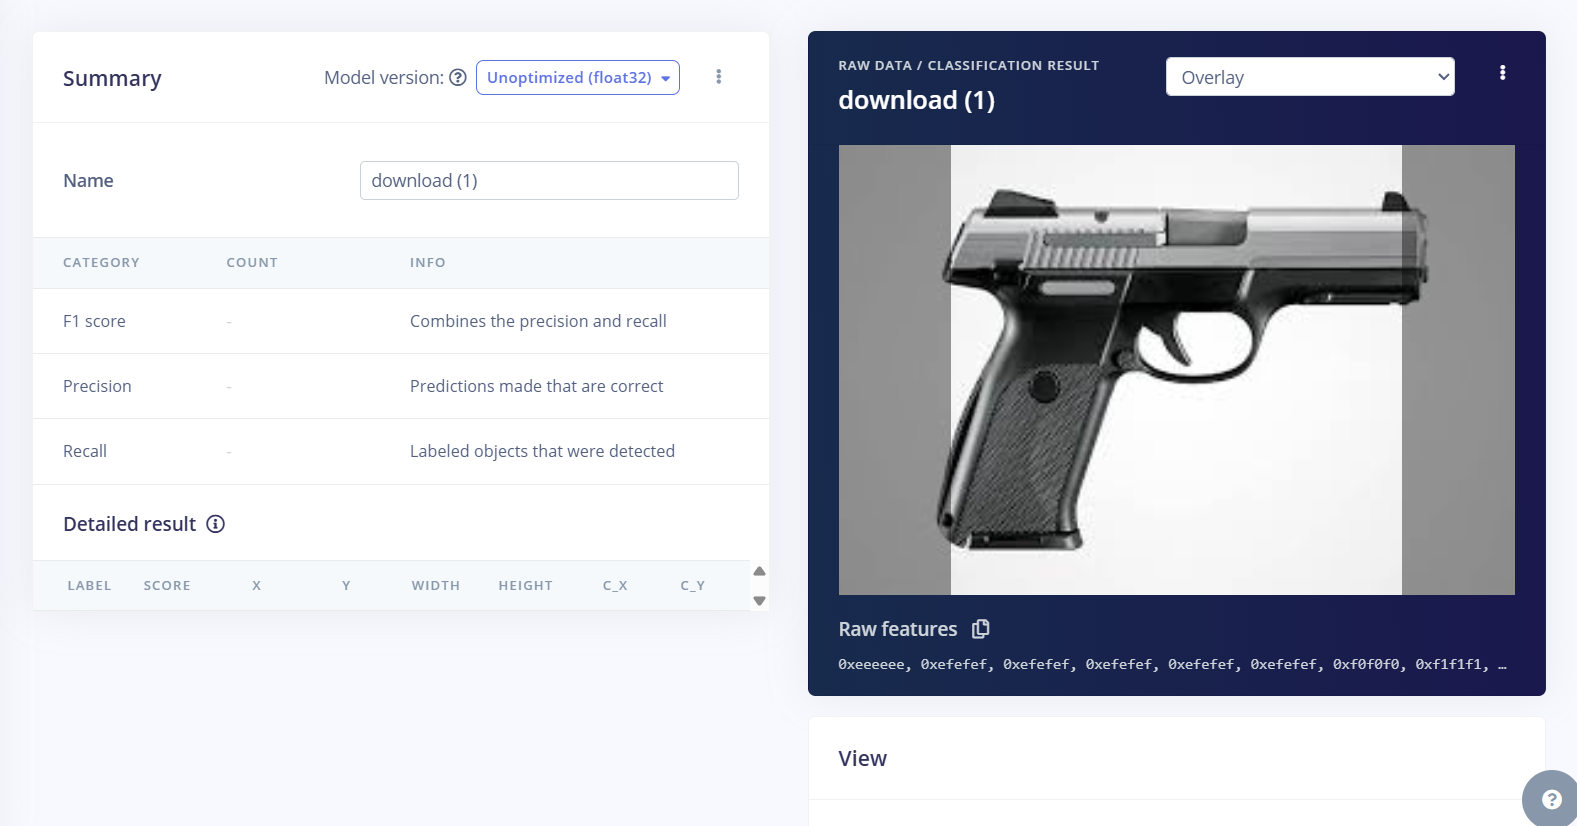 Summary
Model version:
Unoptimized (float32)
Name
download (1)
CATEGORY COUNT INFO
F1 score - Combines the precision and recall
Precision - Predictions made that are correct
Recall - Labeled objects that were detected
Detailed result
LABEL SCORE X Y WIDTH HEIGHT C_X C_Y
RAW DATA / CLASSIFICATION RESULT
download (1)
Overlay
Raw features
0xeeeeee, 0xefefef, 0xefefef, 0xefefef, 0xefefef, 0xefefef, 0xf0f0f0, 0xf1f1f1, …
View